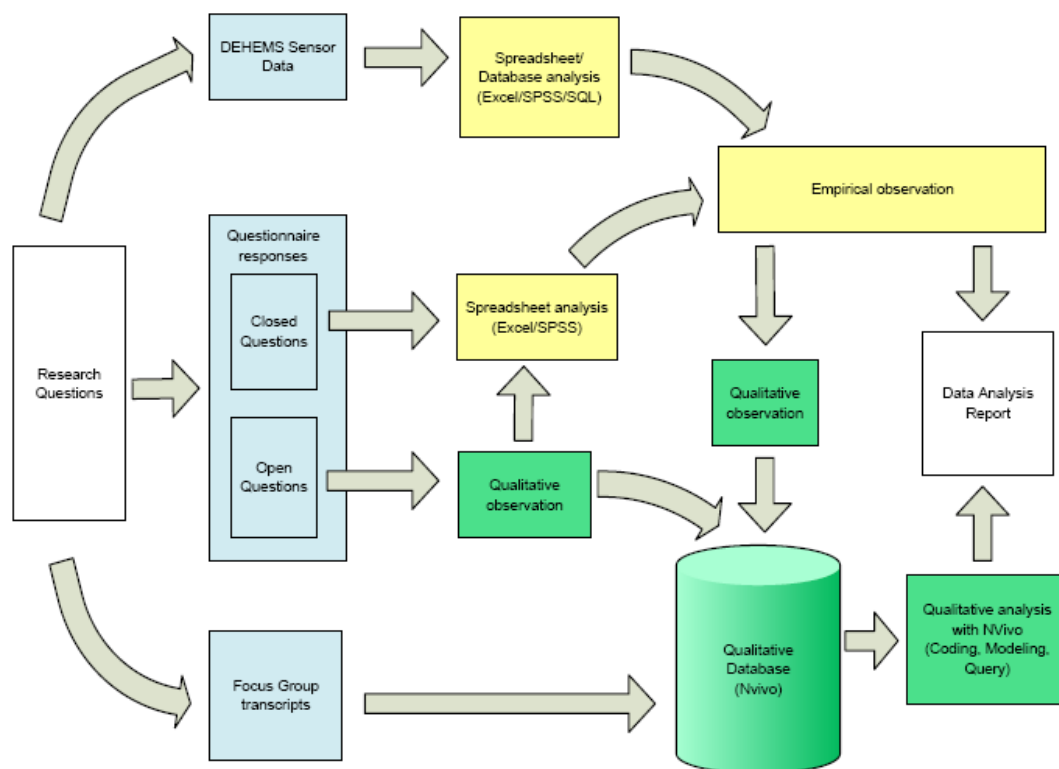 DEHEMS Sensor
Data
Spreadsheet/
Database analysis
(Excel/SPSS/SQL)
Empirical observation
Research
Questions
Questionnaire
responses
Closed
Questions
Open
Questions
Spreadsheet analysis
(Excel/SPSS)
Qualitative
observation
Qualitative
observation
Data Analysis
Report
Focus Group
transcripts
Qualitative
Database
(Nvivo)
Qualitative analysis
with NVivo
(Coding, Modeling,
Query)